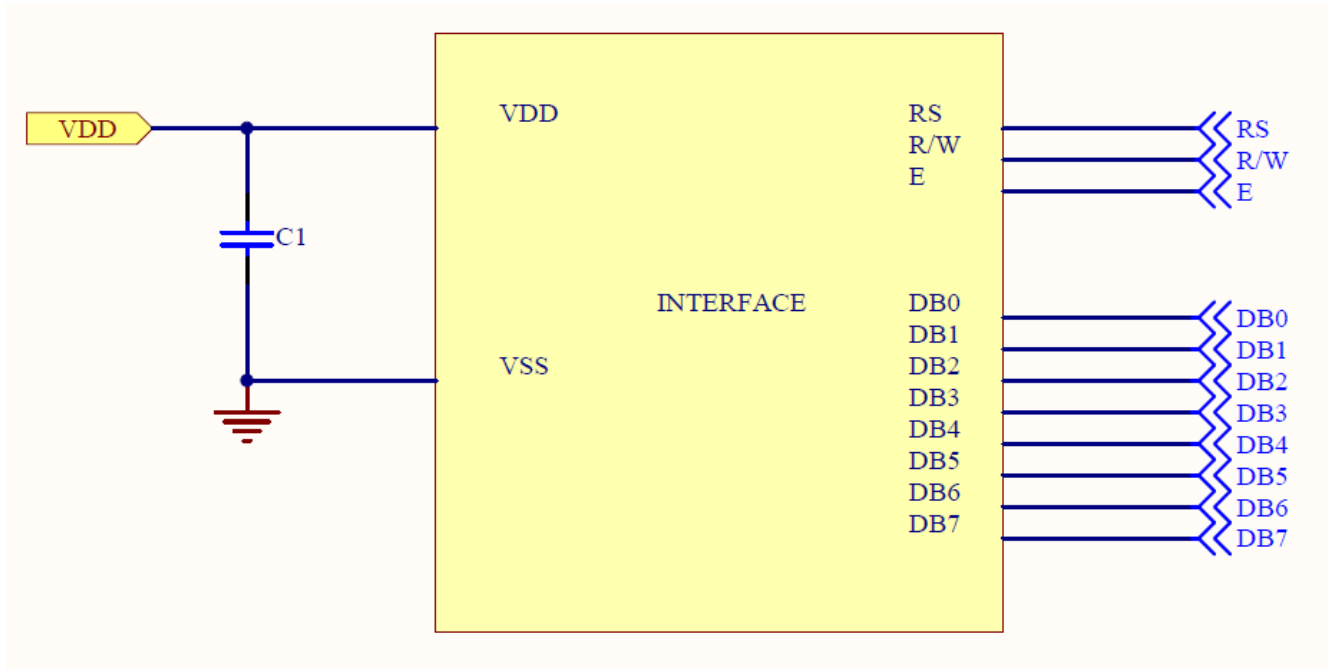 VDD
C1
VDD
VSS
INTERFACE
RS
R/W
E
DB0
DB1
DB2
DB3
DB4
DB5
DB6
DB7
RS
R/W
E
DB0
DB1
DB2
DB3
DB4
DB5
DB6
DB7